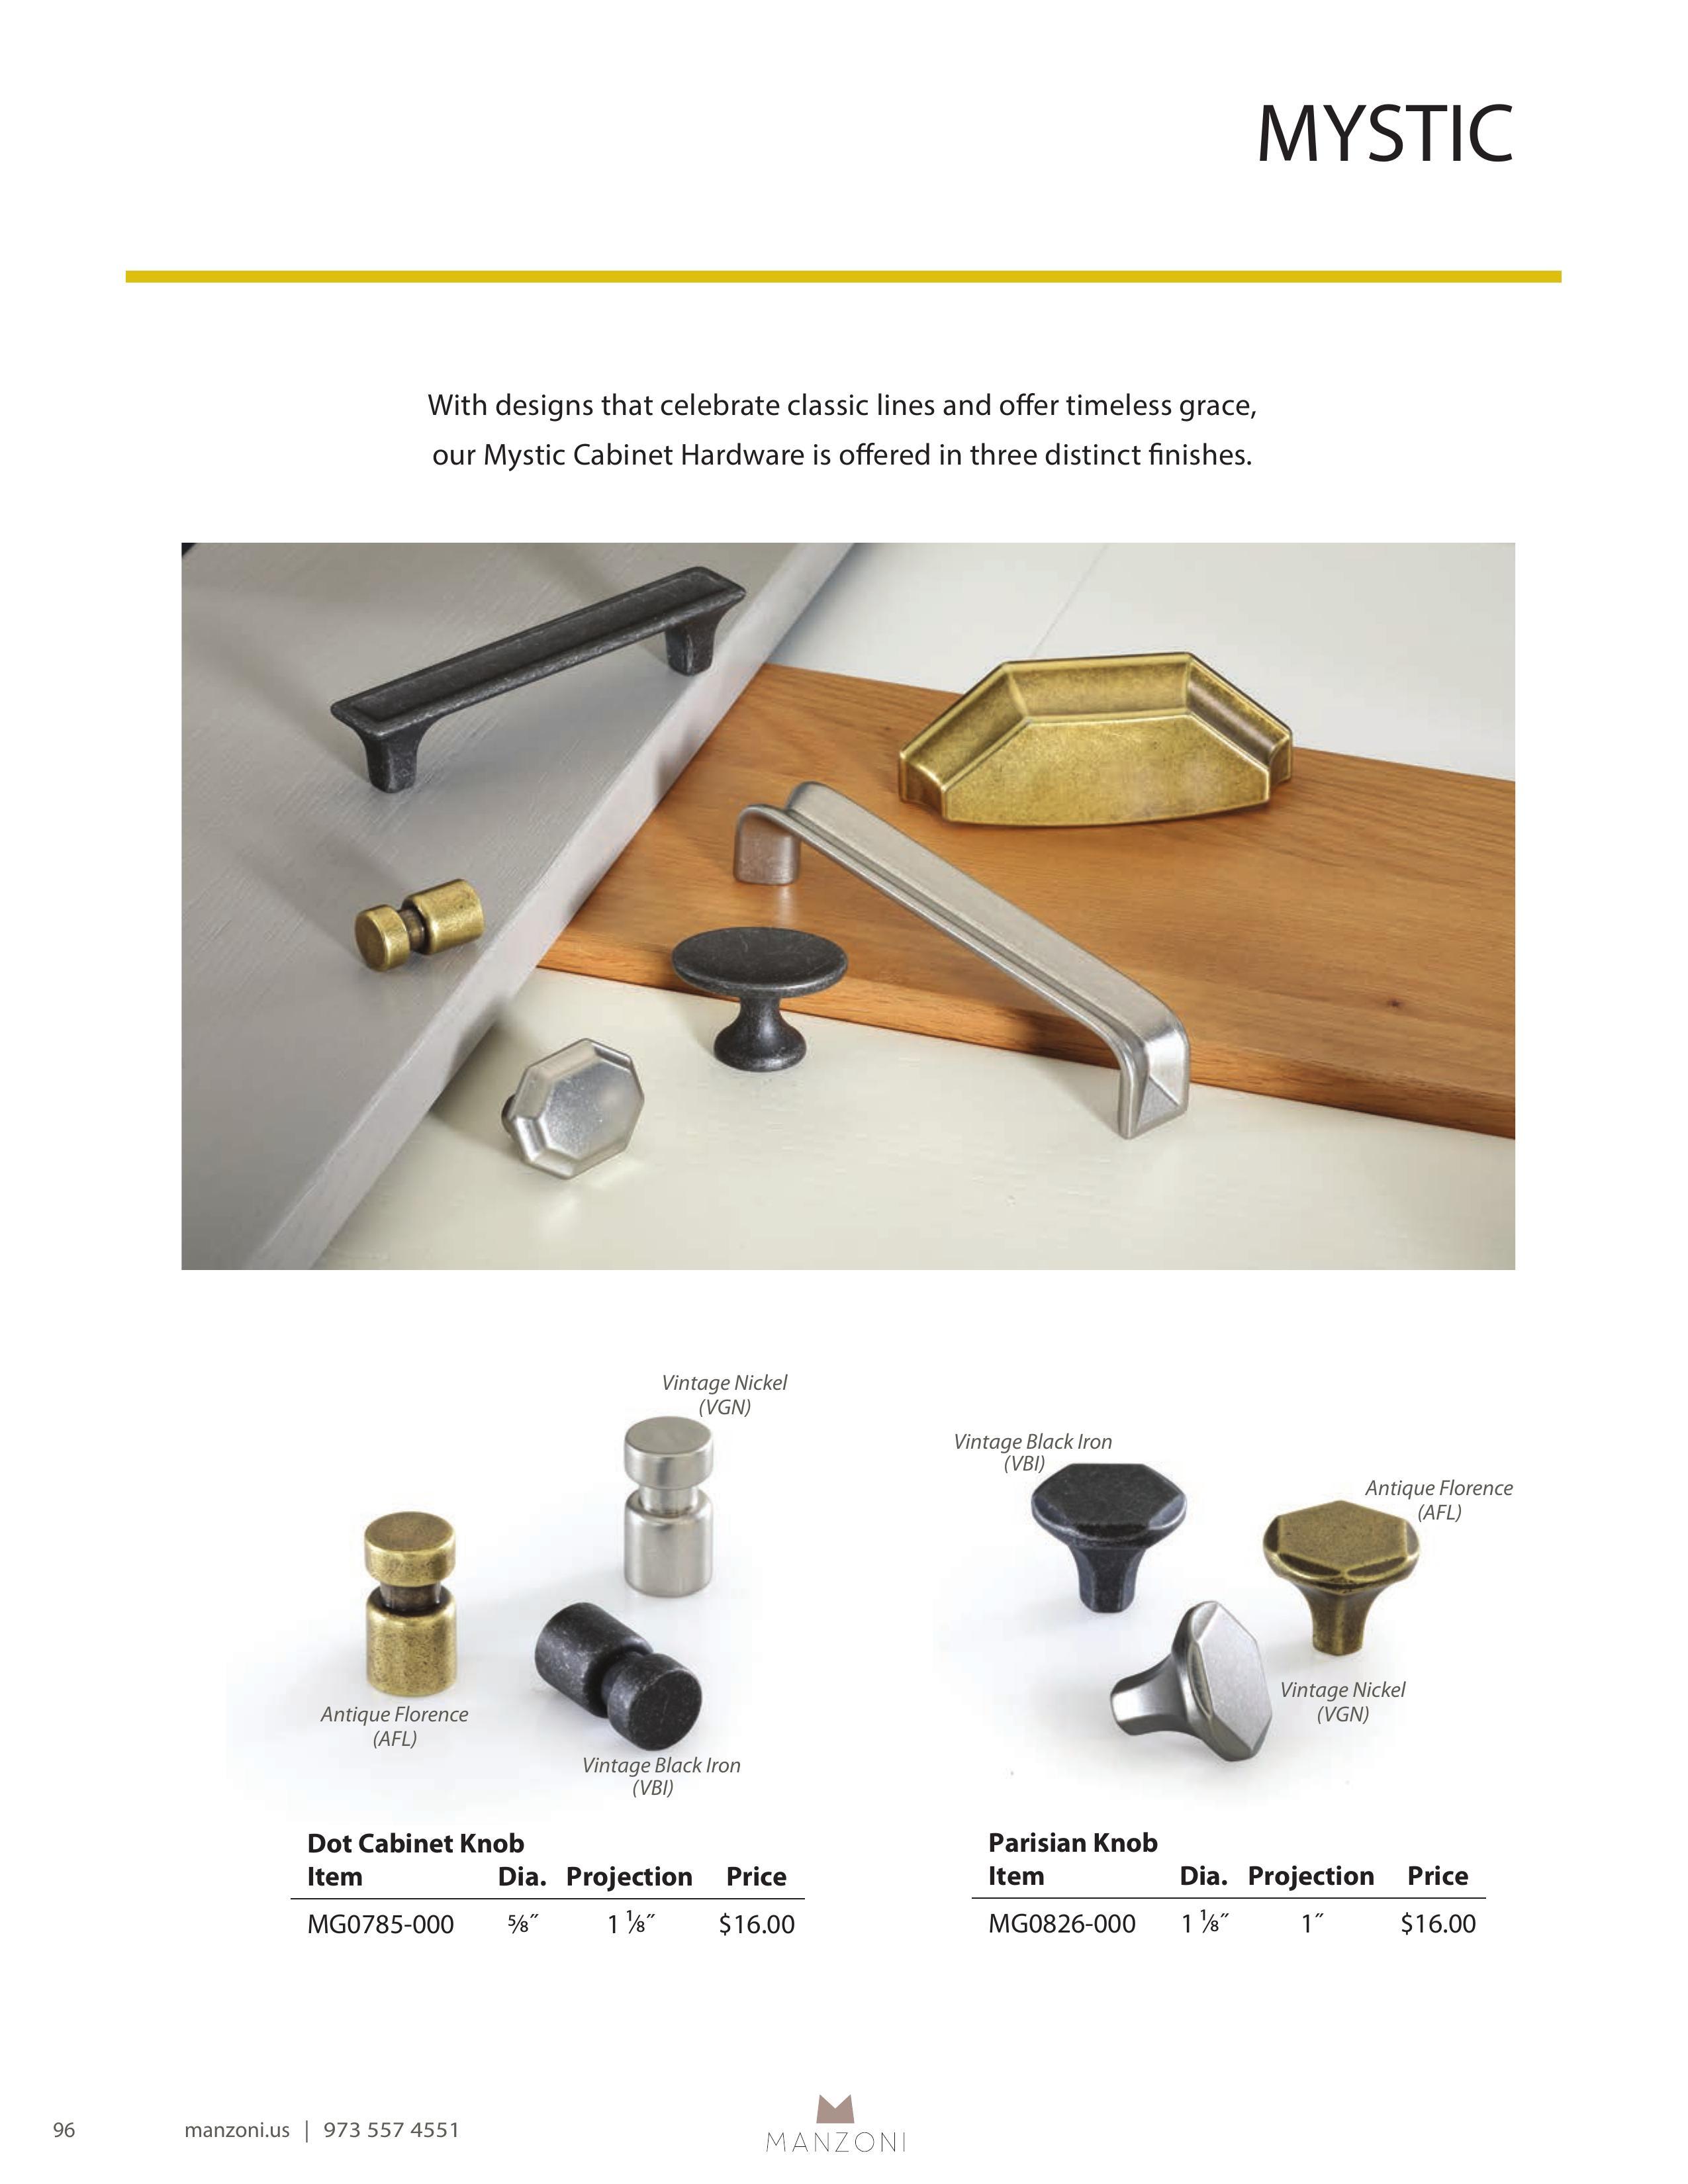 MYSTIC
With designs that celebrate classic lines and offer timeless grace,
our Mystic Cabinet Hardware is offered in three distinct finishes.
Vintage Nickel
(VGN)
Antique Florence
(AFL)
Vintage Black Iron
(VBI)
Vintage Black Iron
(VBI)
Antique Florence
(AFL)
Vintage Nickel
(VGN)
Dot Cabinet Knob
Item Dia. Projection Price
MG0785-000 ⅝˝ 1 ⅛˝ $16.00
Parisian Knob
Item Dia. Projection Price
MG0826-000 1 ⅛˝ 1˝ $16.00
96 manzoni.us | 973 557 4551
MANZONI